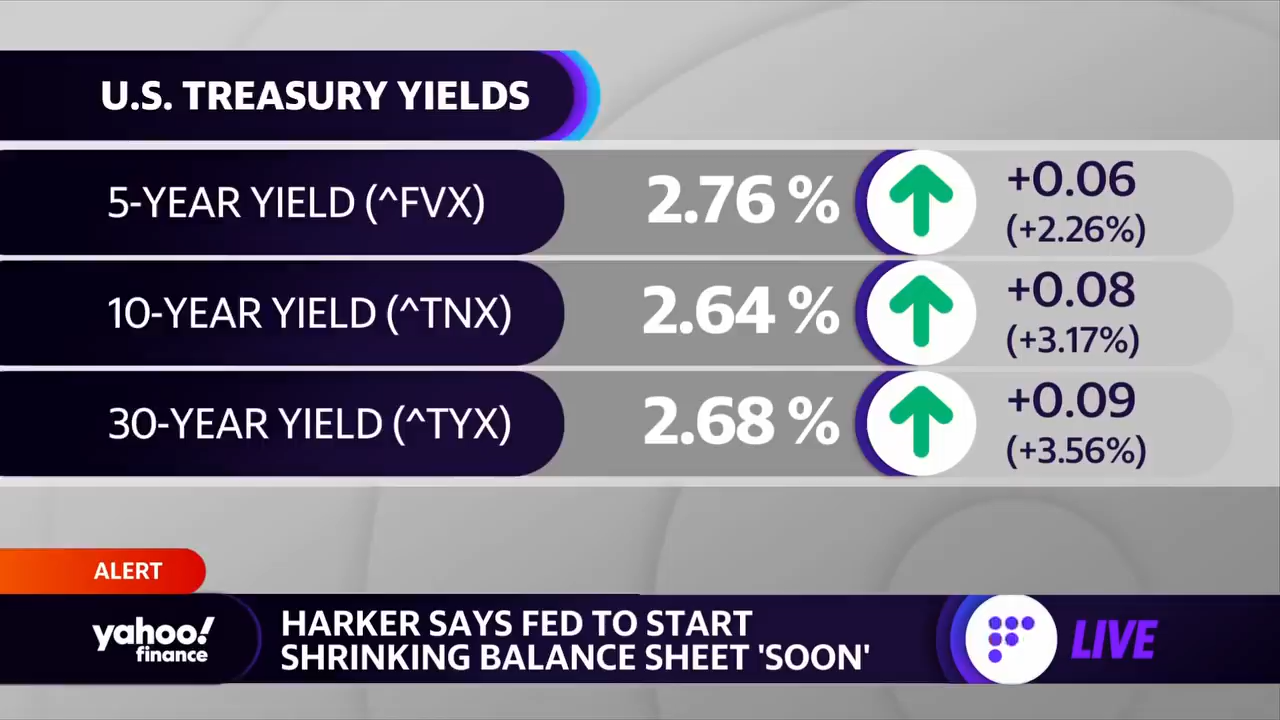 U.S. TREASURY YIELDS
5-YEAR YIELD (^FVX) 2.76 % +0.06
(+2.26%)
10-YEAR YIELD (^TNX) 2.64 % +0.08
(+3.17%)
30-YEAR YIELD (^TYX) 2.68 % +0.09
(+3.56%)
ALERT
yahoo!
finance
HARKER SAYS FED TO START
SHRINKING BALANCE SHEET 'SOON'
LIVE